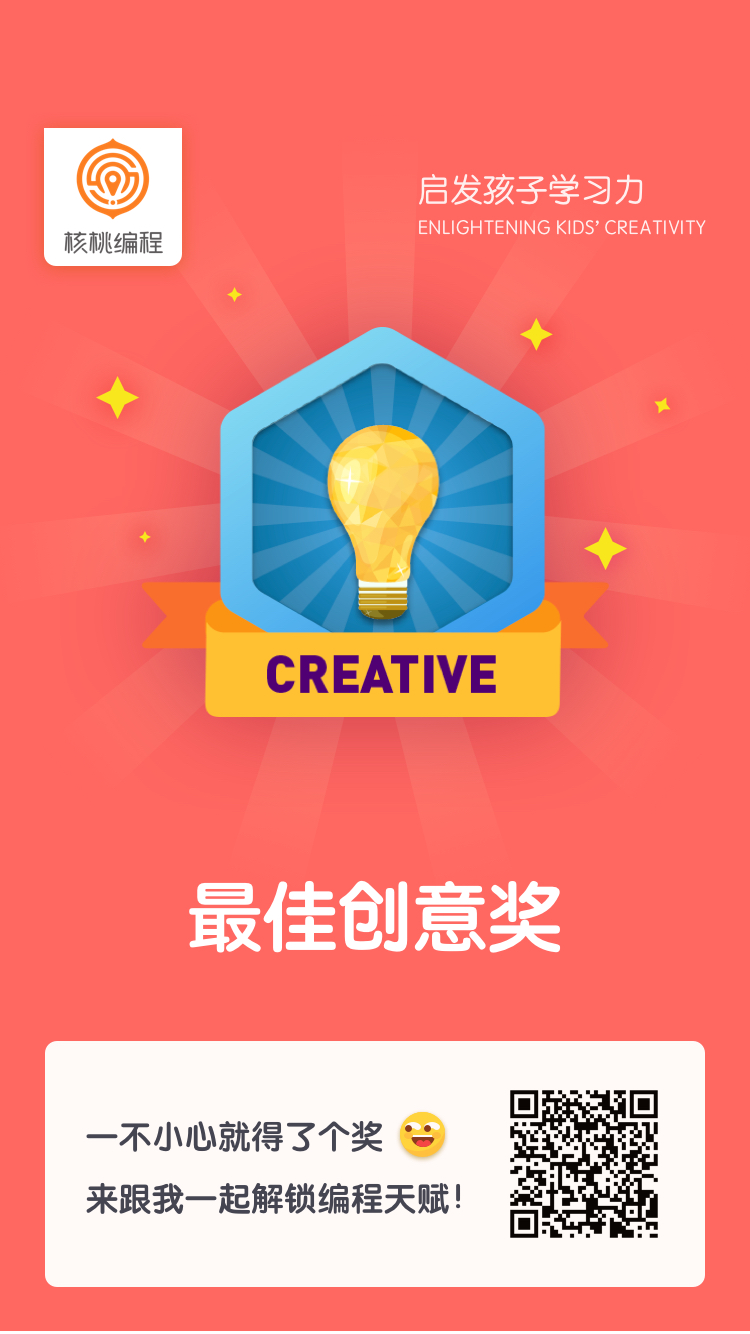 核桃编程
启发孩子学习力
ENLIGHTENING KIDS’ CREATIVITY
CREATIVE
最佳创意奖
一不小心就得了个奖
来跟我一起解锁编程天赋!